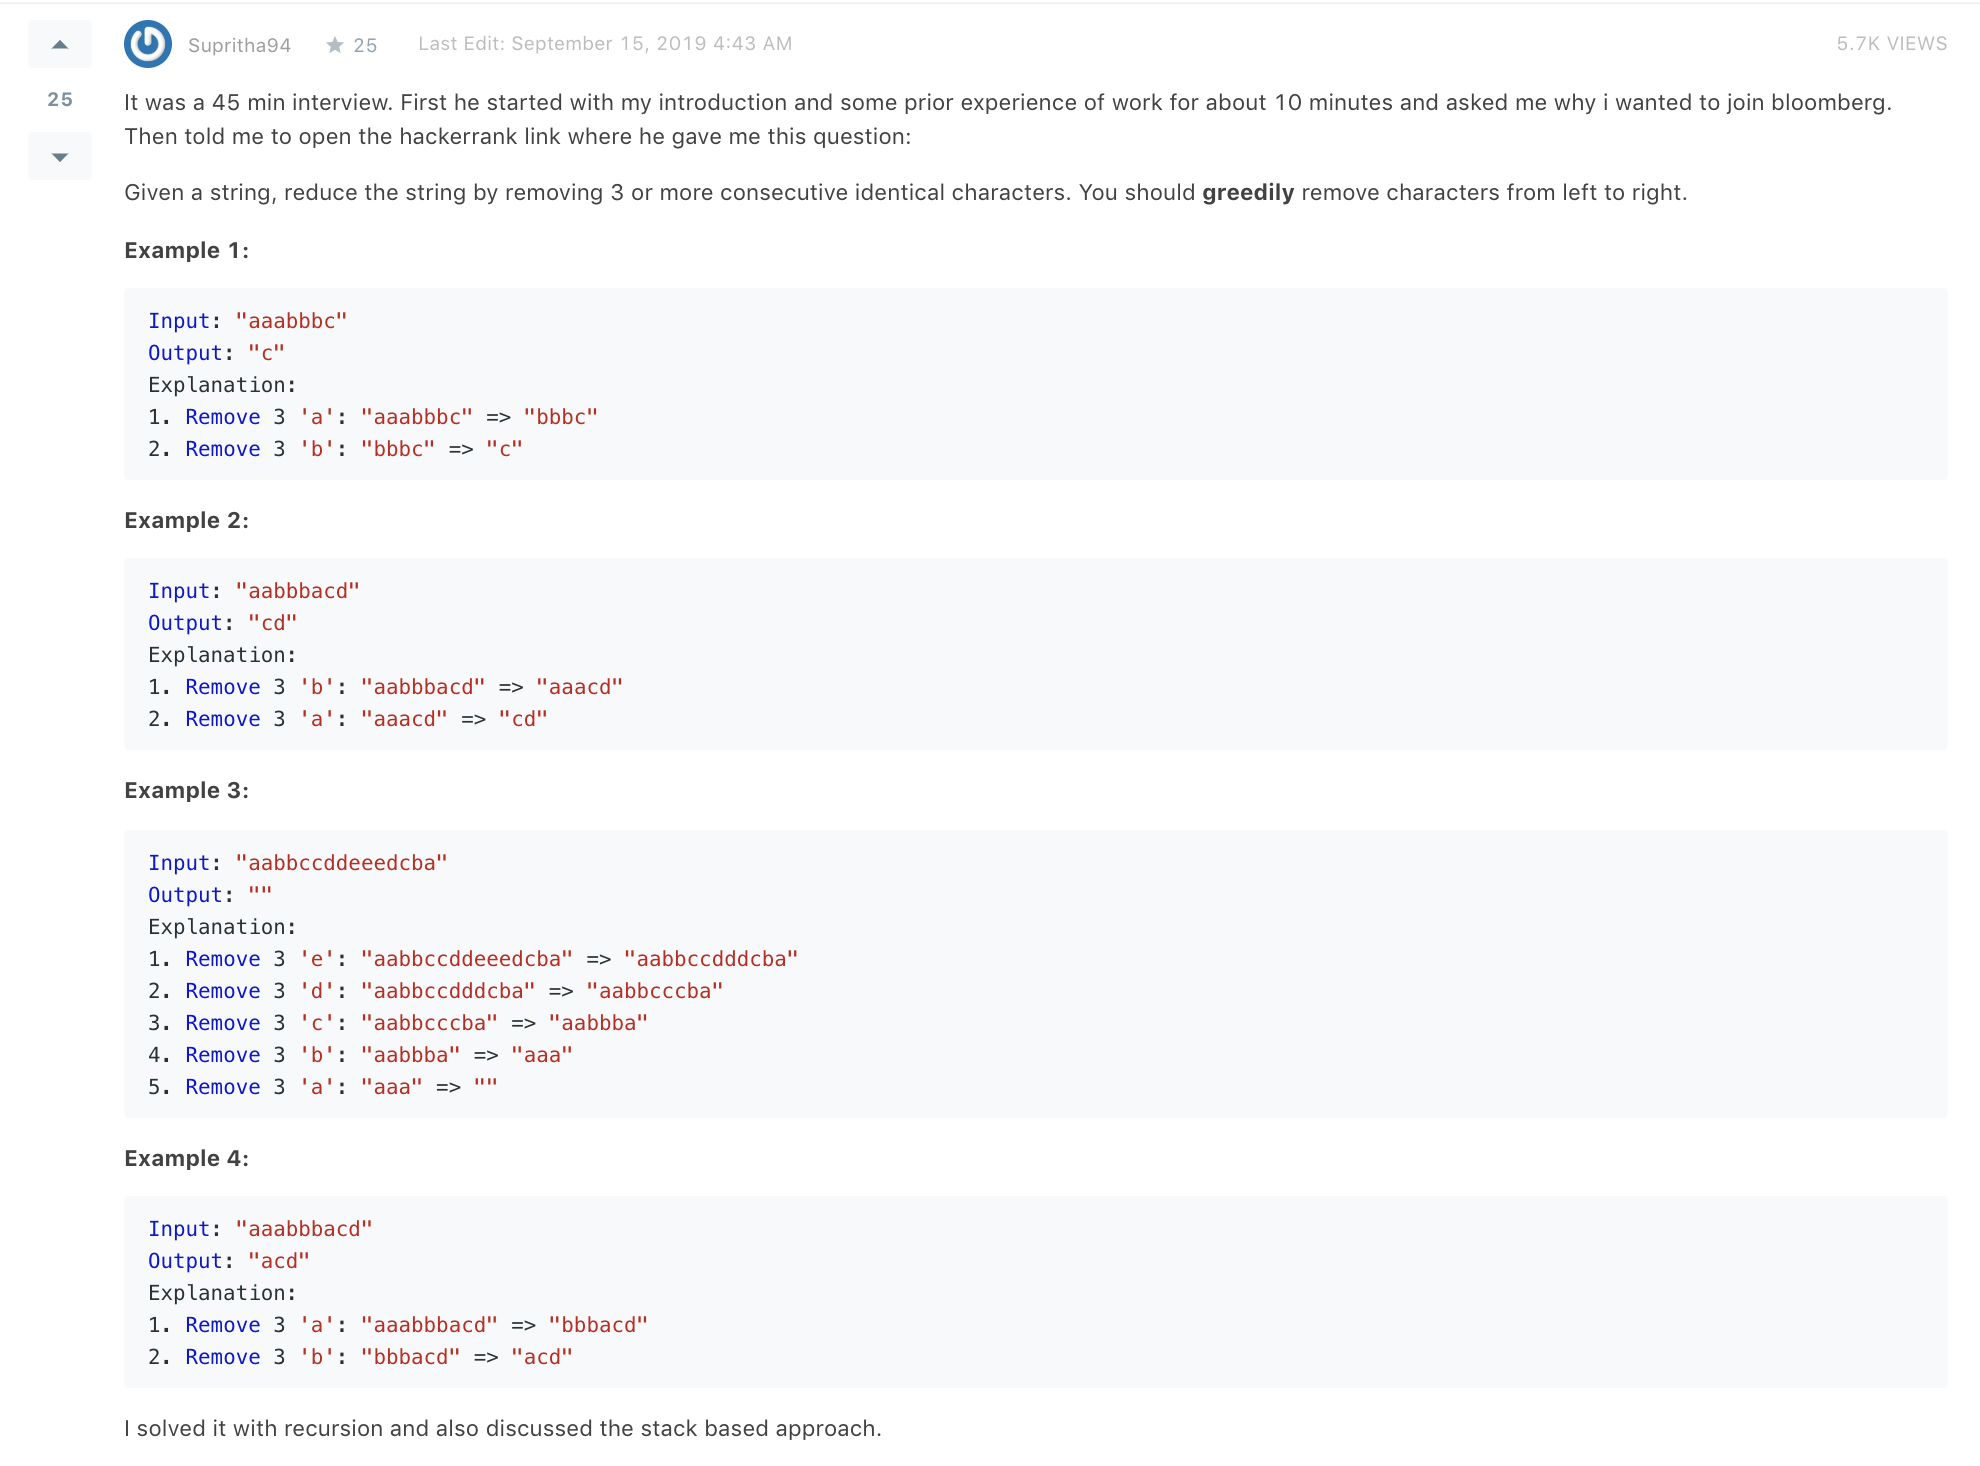 Supritha94 25 Last Edit: September 15, 2019 4:43 AM 5.7K VIEWS
25
It was a 45 min interview. First he started with my introduction and some prior experience of work for about 10 minutes and asked me why i wanted to join bloomberg.
Then told me to open the hackerrank link where he gave me this question:
Given a string, reduce the string by removing 3 or more consecutive identical characters. You should greedily remove characters from left to right.
Example 1:
Input: "aaabbbc"
Output: "c"
Explanation:
1. Remove 3 'a': "aaabbbc" => "bbbc"
2. Remove 3 'b': "bbbc" => "c"
Example 2:
Input: "aabbbacd"
Output: "cd"
Explanation:
1. Remove 3 'b': "aabbbacd" => "aaacd"
2. Remove 3 'a': "aaacd" => "cd"
Example 3:
Input: "aabbccddeeedcba"
Output: ""
Explanation:
1. Remove 3 'e': "aabbccddeeedcba" => "aabbccdddcba"
2. Remove 3 'd': "aabbccdddcba" => "aabbcccba"
3. Remove 3 'c': "aabbcccba" => "aabbba"
4. Remove 3 'b': "aabbba" => "aaa"
5. Remove 3 'a': "aaa" => ""
Example 4:
Input: "aaabbbacd"
Output: "acd"
Explanation:
1. Remove 3 'a': "aaabbbacd" => "bbbacd"
2. Remove 3 'b': "bbbacd" => "acd"
I solved it with recursion and also discussed the stack based approach.